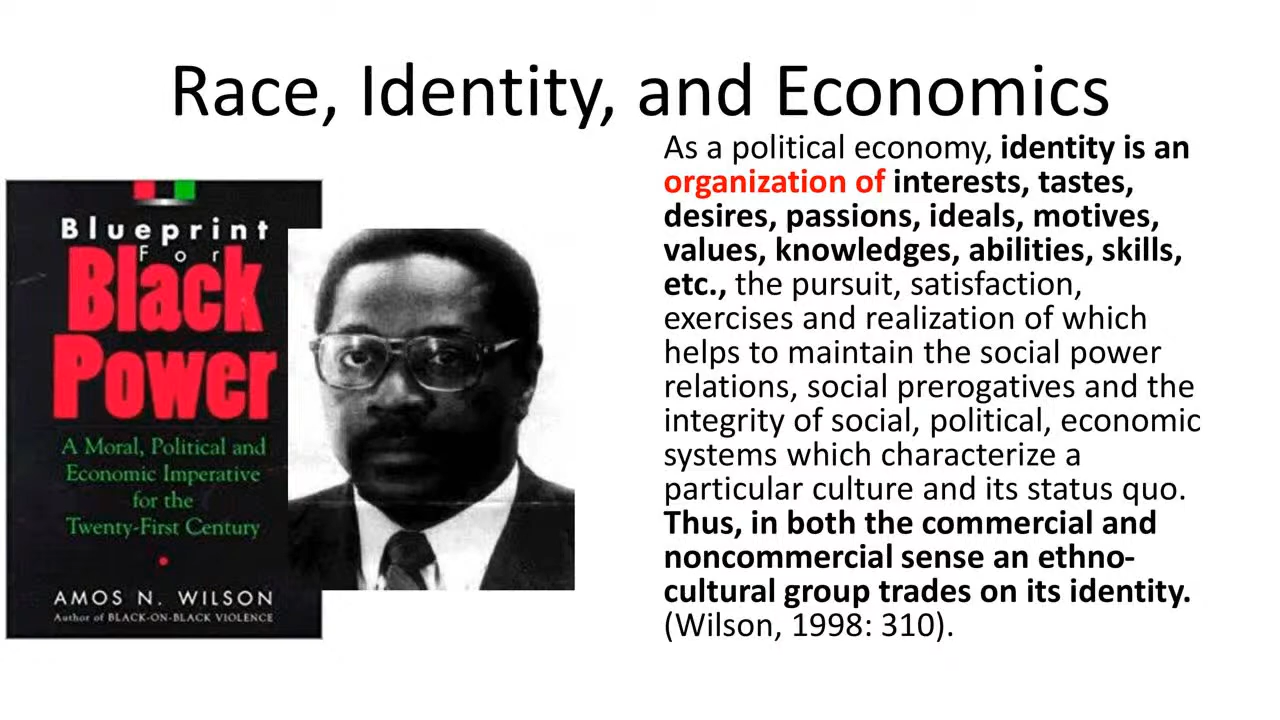 Race, Identity, and Economics
Blueprint
For
Black
Power
A Moral, Political and
Economic Imperative
for the
Twenty-First Century
AMOS N. WILSON
Author of BLACK-ON-BLACK VIOLENCE
As a political economy, identity is an
organization of interests, tastes,
desires, passions, ideals, motives,
values, knowledges, abilities, skills,
etc., the pursuit, satisfaction,
exercises and realization of which
helps to maintain the social power
relations, social prerogatives and the
integrity of social, political, economic
systems which characterize a
particular culture and its status quo.
Thus, in both the commercial and
noncommercial sense an ethno-
cultural group trades on its identity.
(Wilson, 1998: 310).